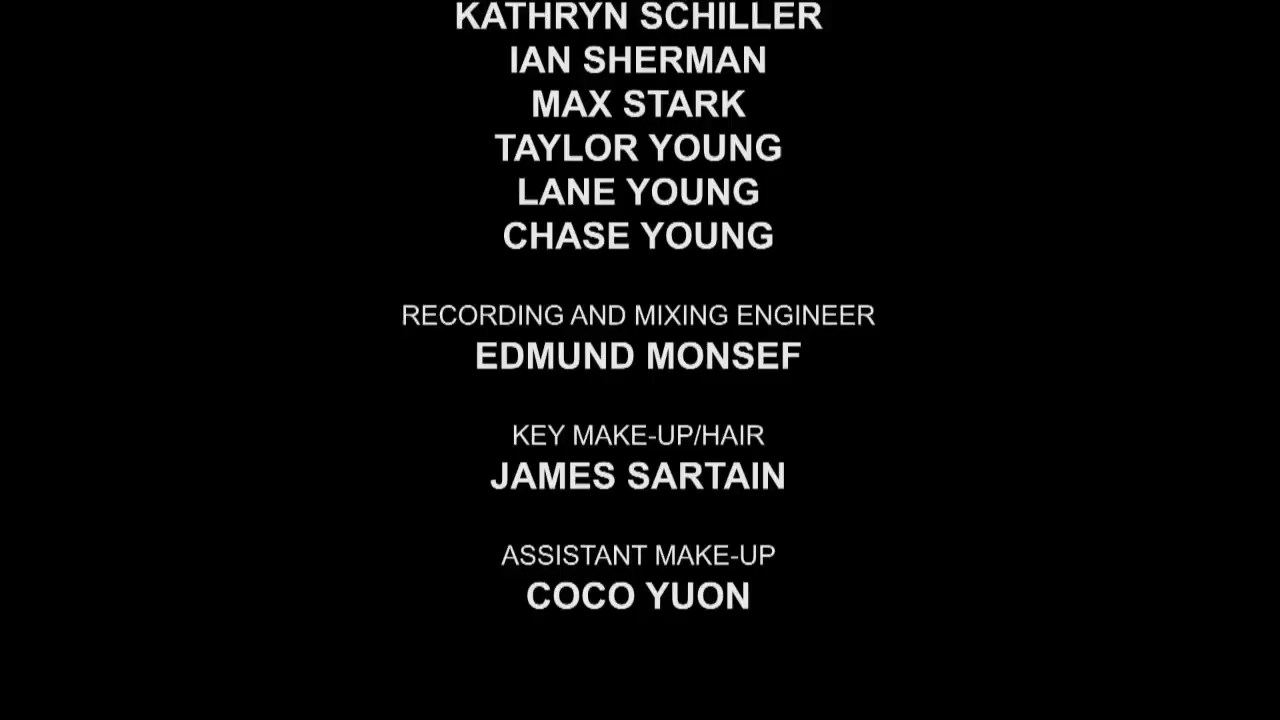 KATHRYN SCHILLER
IAN SHERMAN
MAX STARK
TAYLOR YOUNG
LANE YOUNG
CHASE YOUNG
RECORDING AND MIXING ENGINEER
EDMUND MONSEF
KEY MAKE-UP/HAIR
JAMES SARTAIN
ASSISTANT MAKE-UP
COCO YUON